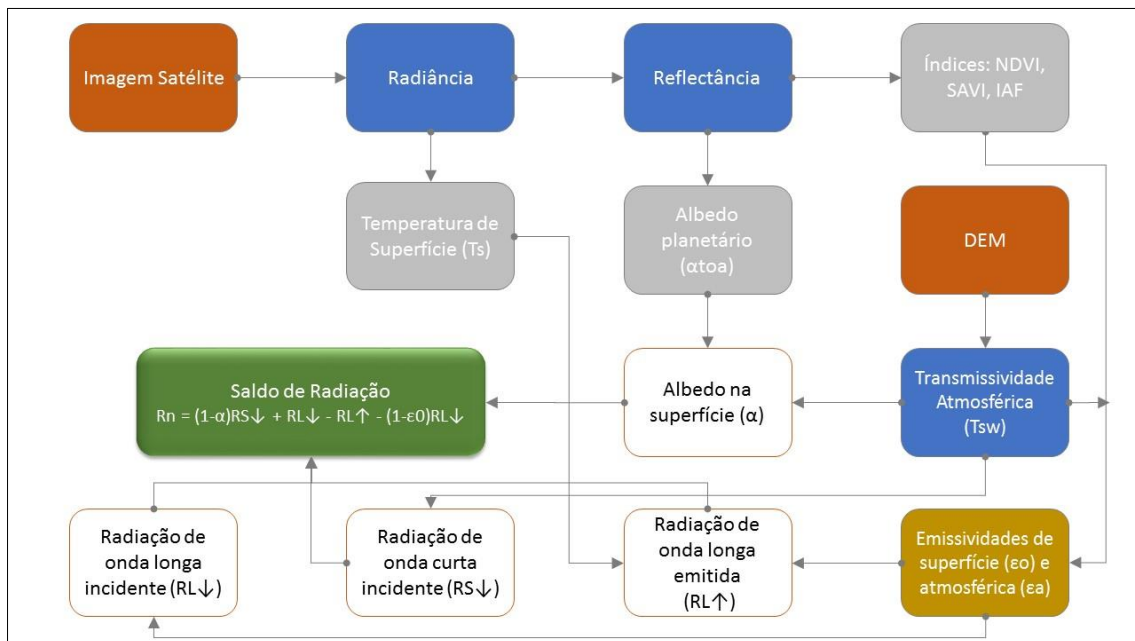 Imagem Satélite
Radiância
Reflectância
Índices: NDVI,
SAVI, IAF
Temperatura de
Superfície (Ts)
Albedo
planetário
(αtoa)
DEM
Saldo de Radiação
Rn = (1-α)RS↓ + RL↓ - RL↑ - (1-ε0)RL↓
Albedo na
superfície (α)
Transmissividade
Atmosférica
(Tsw)
Radiação de
onda longa
incidente (RL↓)
Radiação de
onda curta
incidente (RS↓)
Radiação de
onda longa
emitida
(RL↑)
Emissividades de
superfície (εo) e
atmosférica (εa)